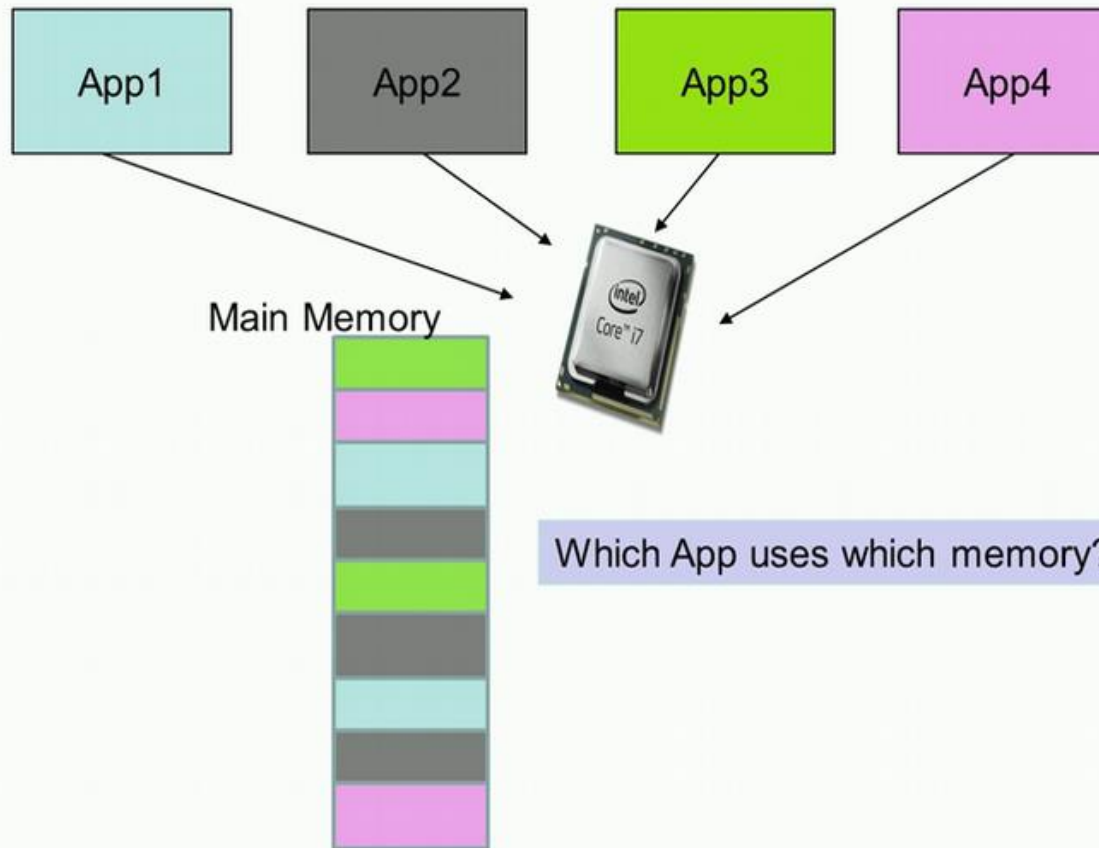 App1
App2
App3
App4
intel
Core™ i7
Main Memory
Which App uses which memory?